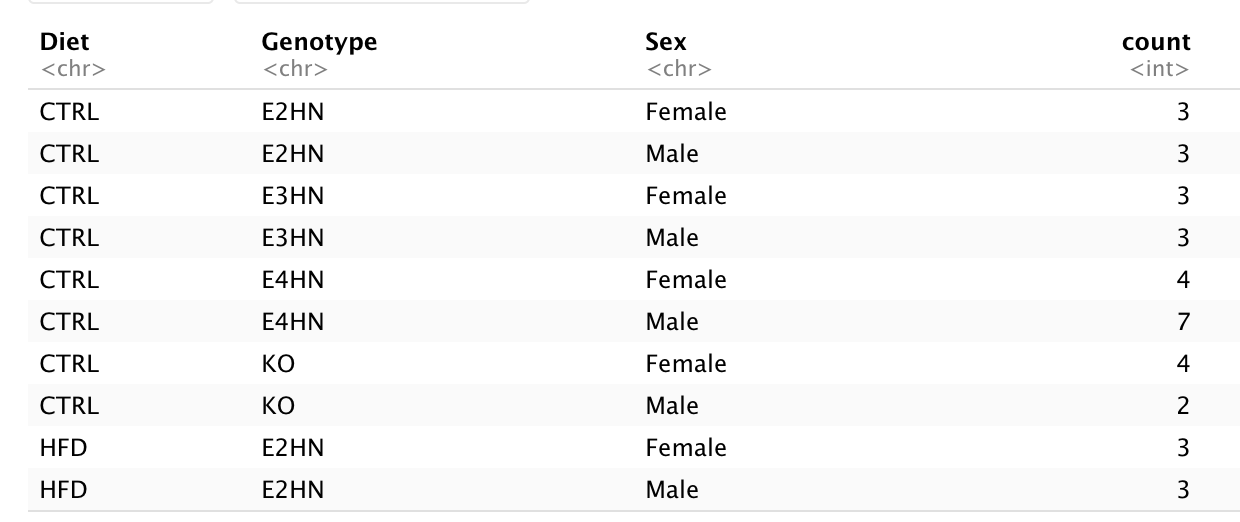 Diet Genotype Sex count
<chr> <chr> <chr> <int>
CTRL E2HN Female 3
CTRL E2HN Male 3
CTRL E3HN Female 3
CTRL E3HN Male 3
CTRL E4HN Female 4
CTRL E4HN Male 7
CTRL KO Female 4
CTRL KO Male 2
HFD E2HN Female 3
HFD E2HN Male 3